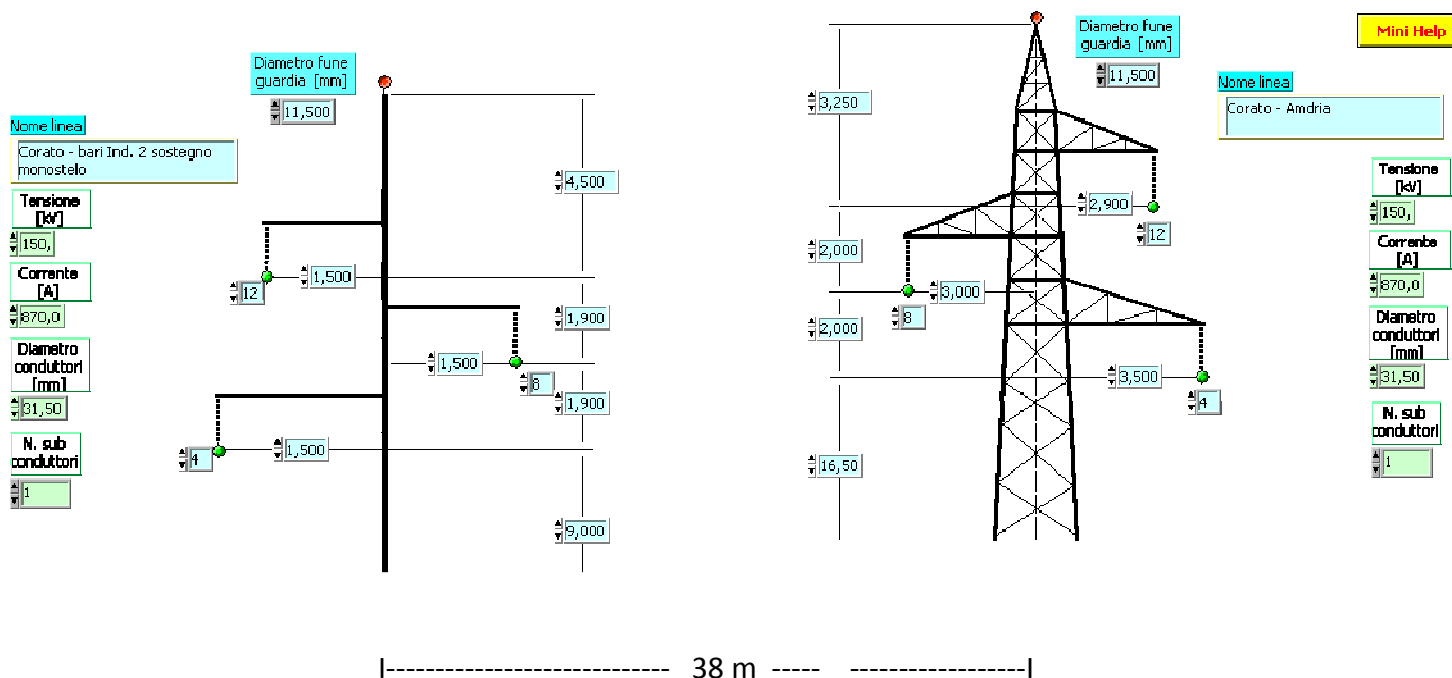 Diametro fune
guardia [mm]
11,500
Nome linea
Corato - bari Ind. 2 sostegno
monostelo
Tensione
[kV]
150,
Corrente
[A]
870,0
Diametro
conduttori
[mm]
31,50
N. sub
conduttori
1
4,500
1,500
12
1,900
1,500
8
1,900
1,500
4
9,000
Diametro fune
guardia [mm]
11,500
Mini Help
Nome linea
Corato - Amdria
3,250
2,900
12
2,000
3,000
8
2,000
3,500
4
16,50
Tensione
[kV]
150,
Corrente
[A]
870,0
Diametro
conduttori
[mm]
31,50
N. sub
conduttori
1
|---------------------------- 38 m ----- -------------------|